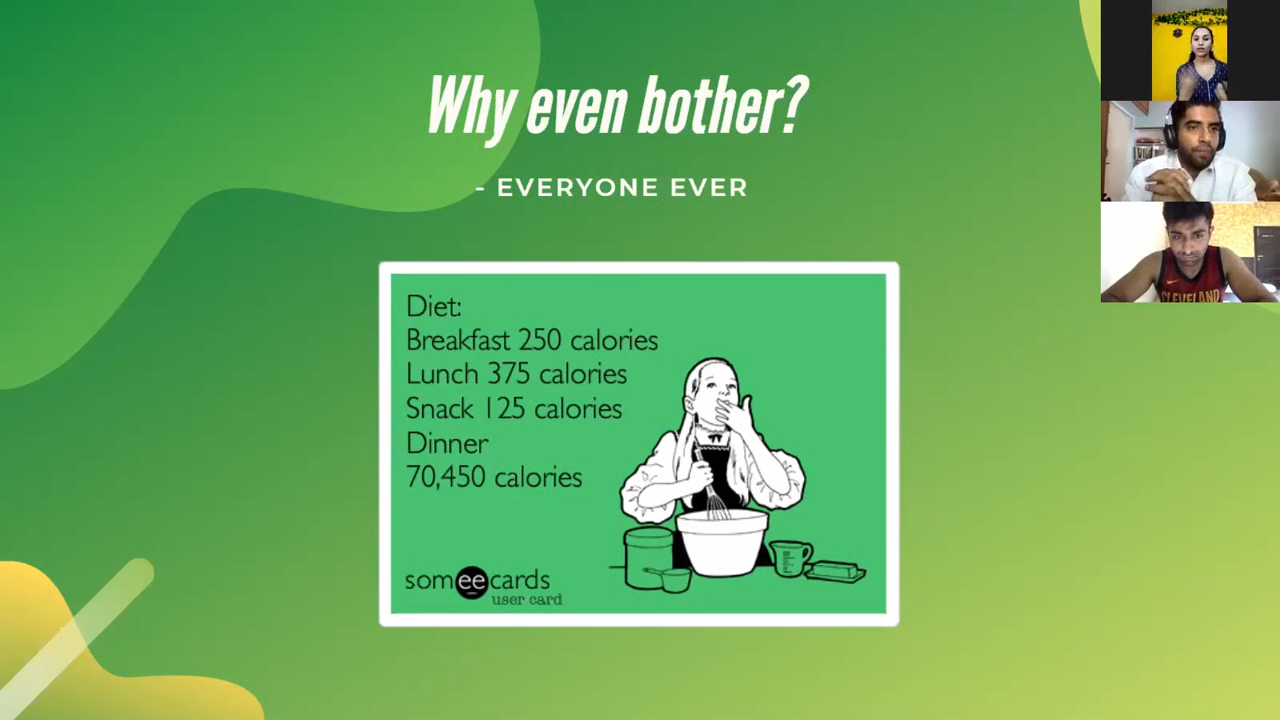 Why even bother?
- EVERYONE EVER
Diet:
Breakfast 250 calories
Lunch 375 calories
Snack 125 calories
Dinner
70,450 calories
someecards
user card
CLEVELAND